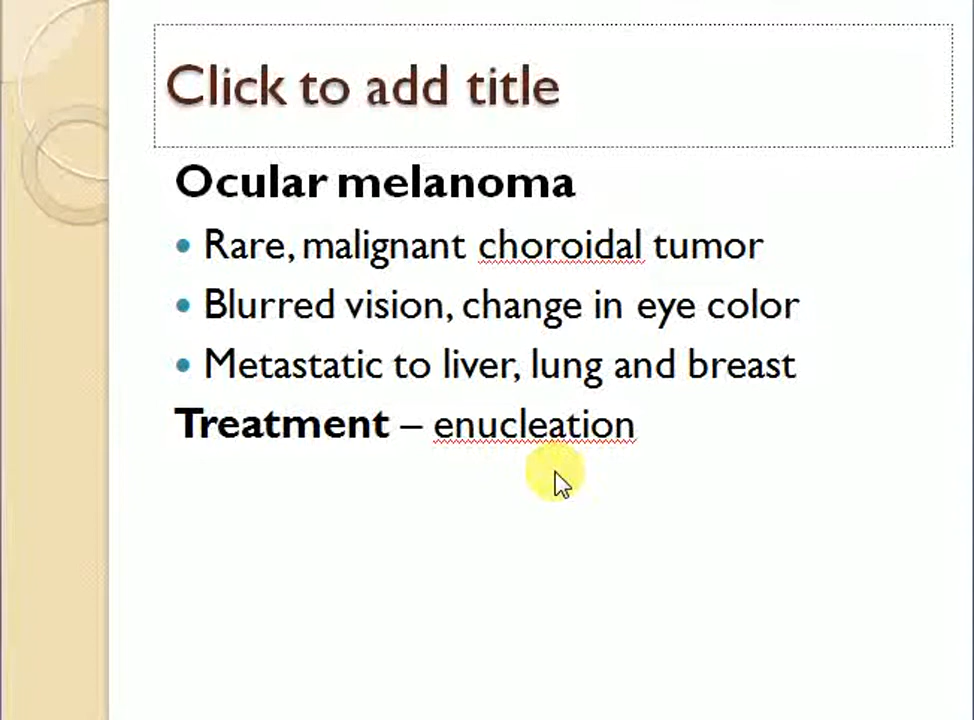 Click to add title
Ocular melanoma
• Rare, malignant choroidal tumor
• Blurred vision, change in eye color
• Metastatic to liver, lung and breast
Treatment – enucleation